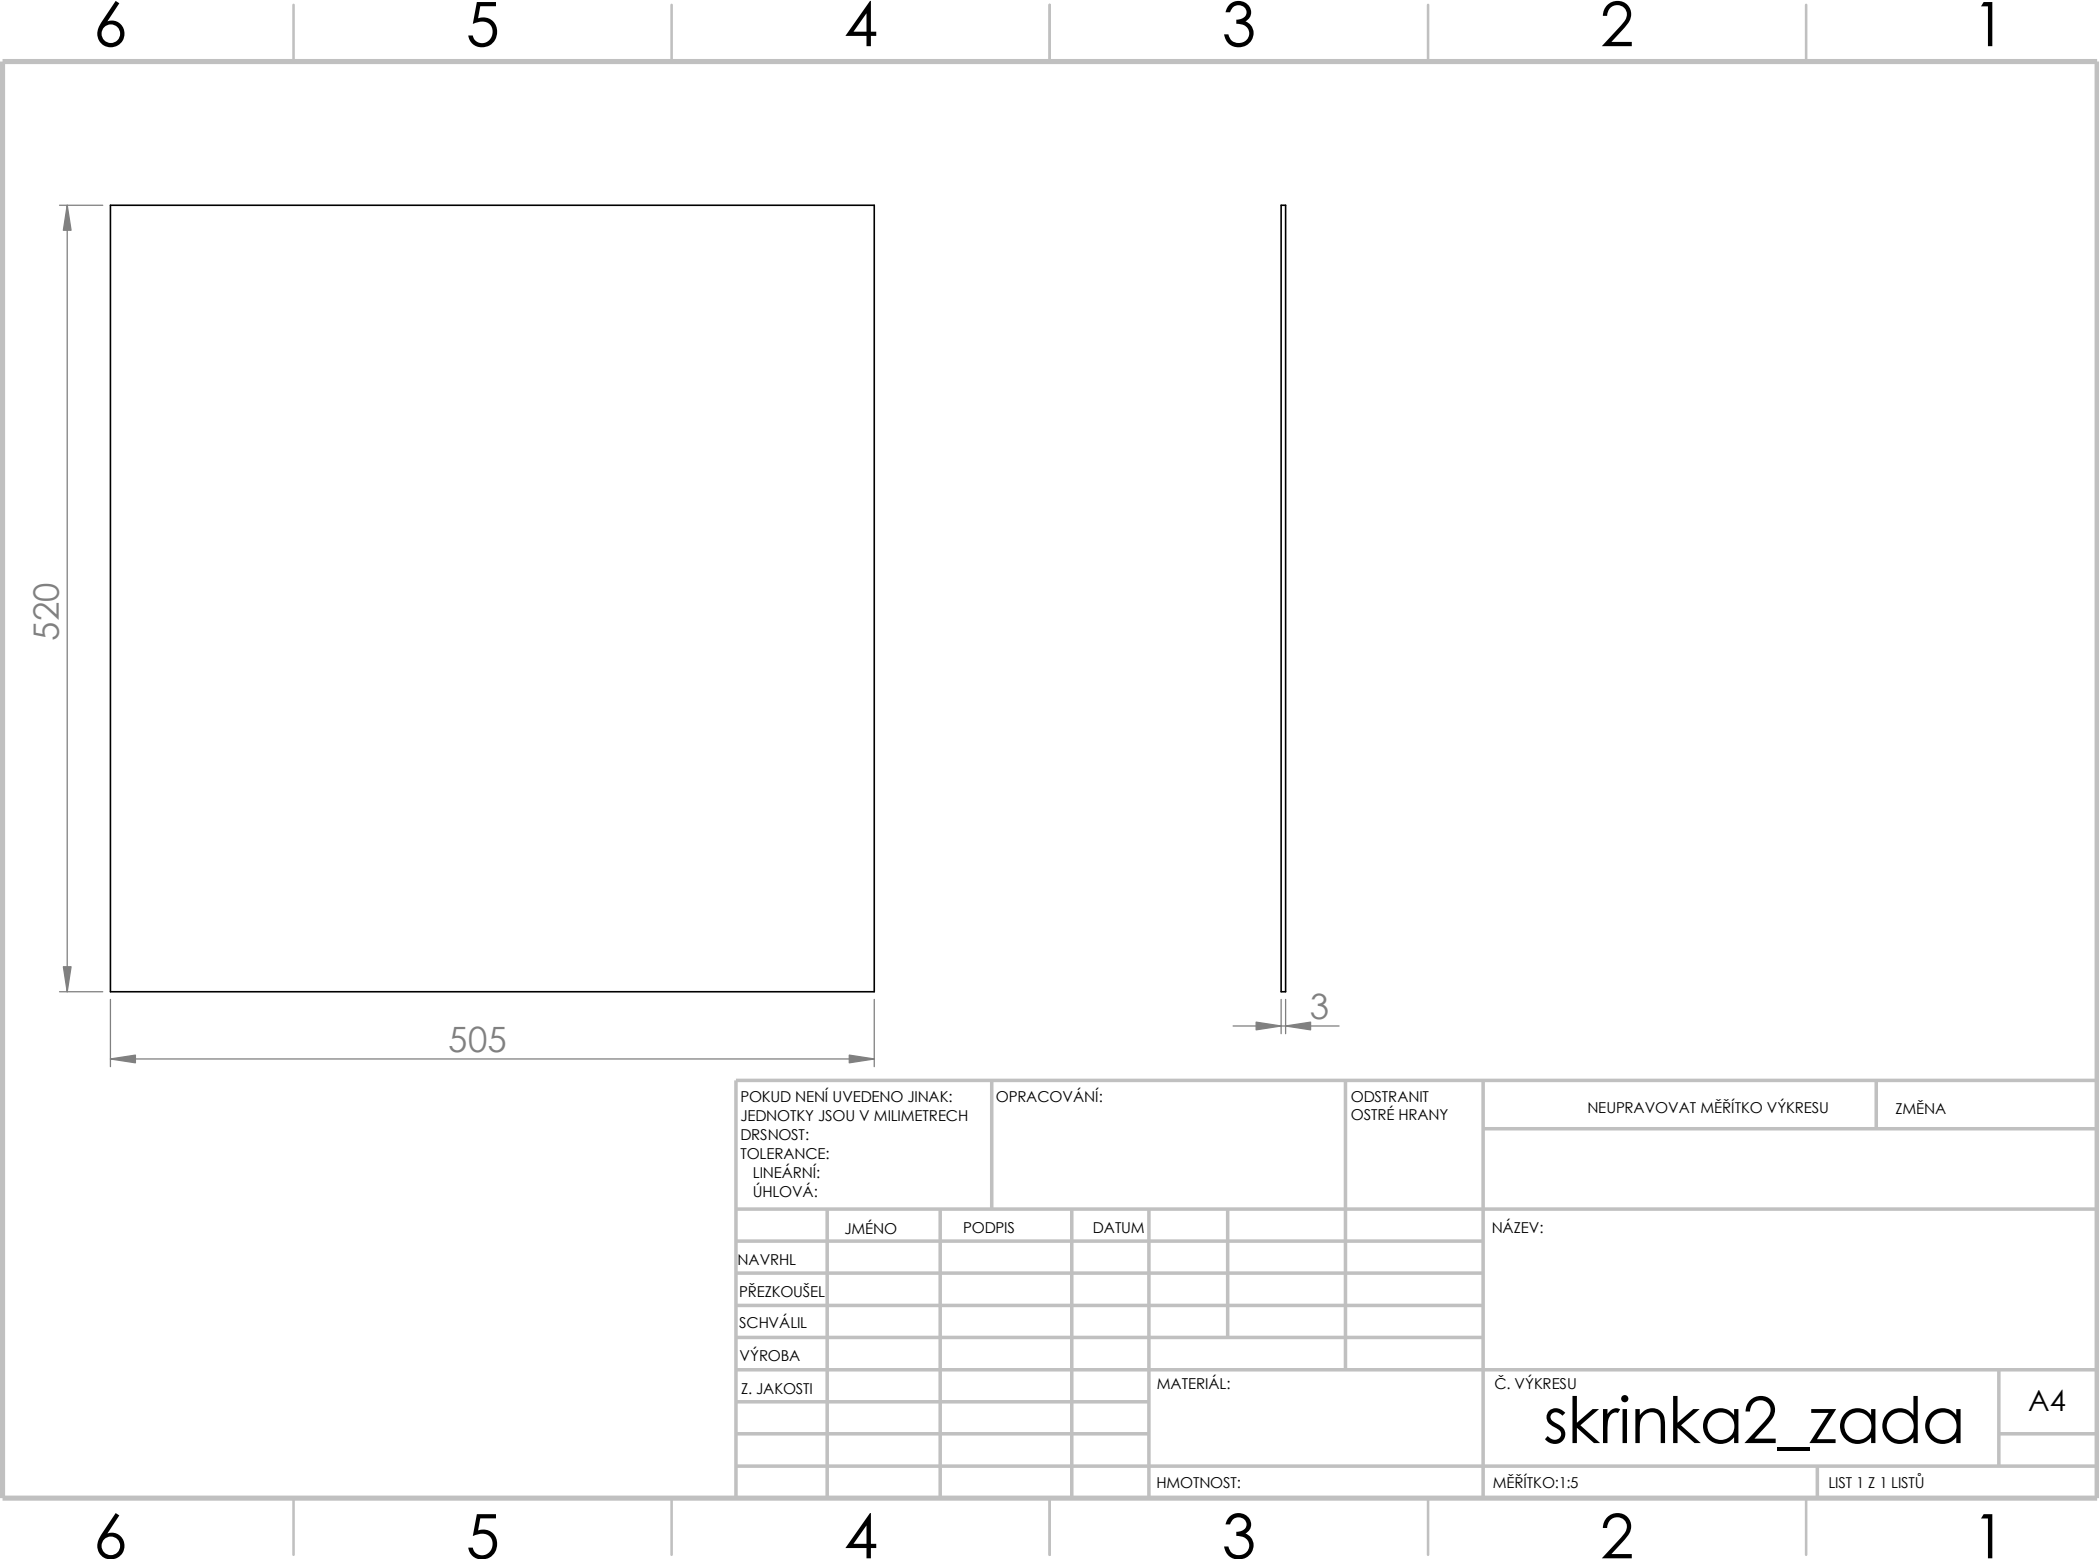 6 5 4 3 2 1
520
505
3
POKUD NENÍ UVEDENO JINAK:
JEDNOTKY JSOU V MILIMETRECH
DRSNOST:
TOLERANCE:
LINEÁRNÍ:
ÚHLOVÁ:
OPRACOVÁNÍ:
ODSTRANIT
OSTRÉ HRANY
NEUPRAVOVAT MĚŘÍTKO VÝKRESU
ZMĚNA
JMÉNO PODPIS DATUM
NAVRHL
PŘEZKOUŠEL
SCHVÁLIL
VÝROBA
Z. JAKOSTI
NÁZEV:
MATERIÁL:
HMOTNOST:
Č. VÝKRESU
skrinka2_zada
A4
MĚŘÍTKO:1:5
LIST 1 Z 1 LISTŮ
6 5 4 3 2 1